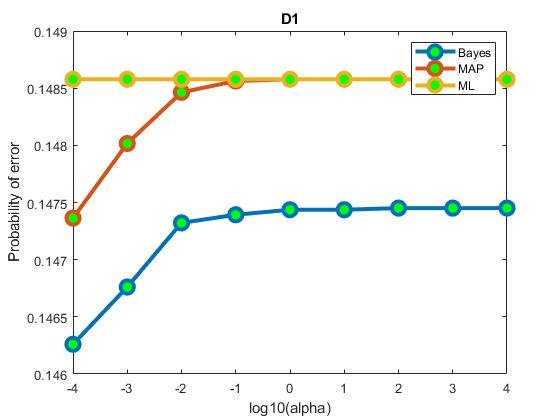 D1
0.149
0.1485
0.148
0.1475
0.147
0.1465
0.146
Probability of error
-4 -3 -2 -1 0 1 2 3 4
log10(alpha)
Bayes
MAP
ML